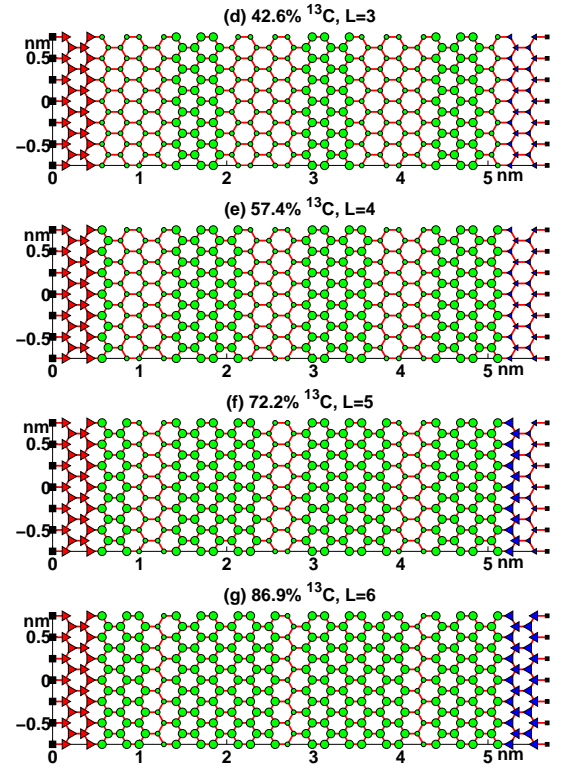 (d) 42.6% ¹³C, L=3
nm
0.5
0
−0.5
0 1 2 3 4 5 nm
(e) 57.4% ¹³C, L=4
nm
0.5
0
−0.5
0 1 2 3 4 5 nm
(f) 72.2% ¹³C, L=5
nm
0.5
0
−0.5
0 1 2 3 4 5 nm
(g) 86.9% ¹³C, L=6
nm
0.5
0
−0.5
0 1 2 3 4 5 nm